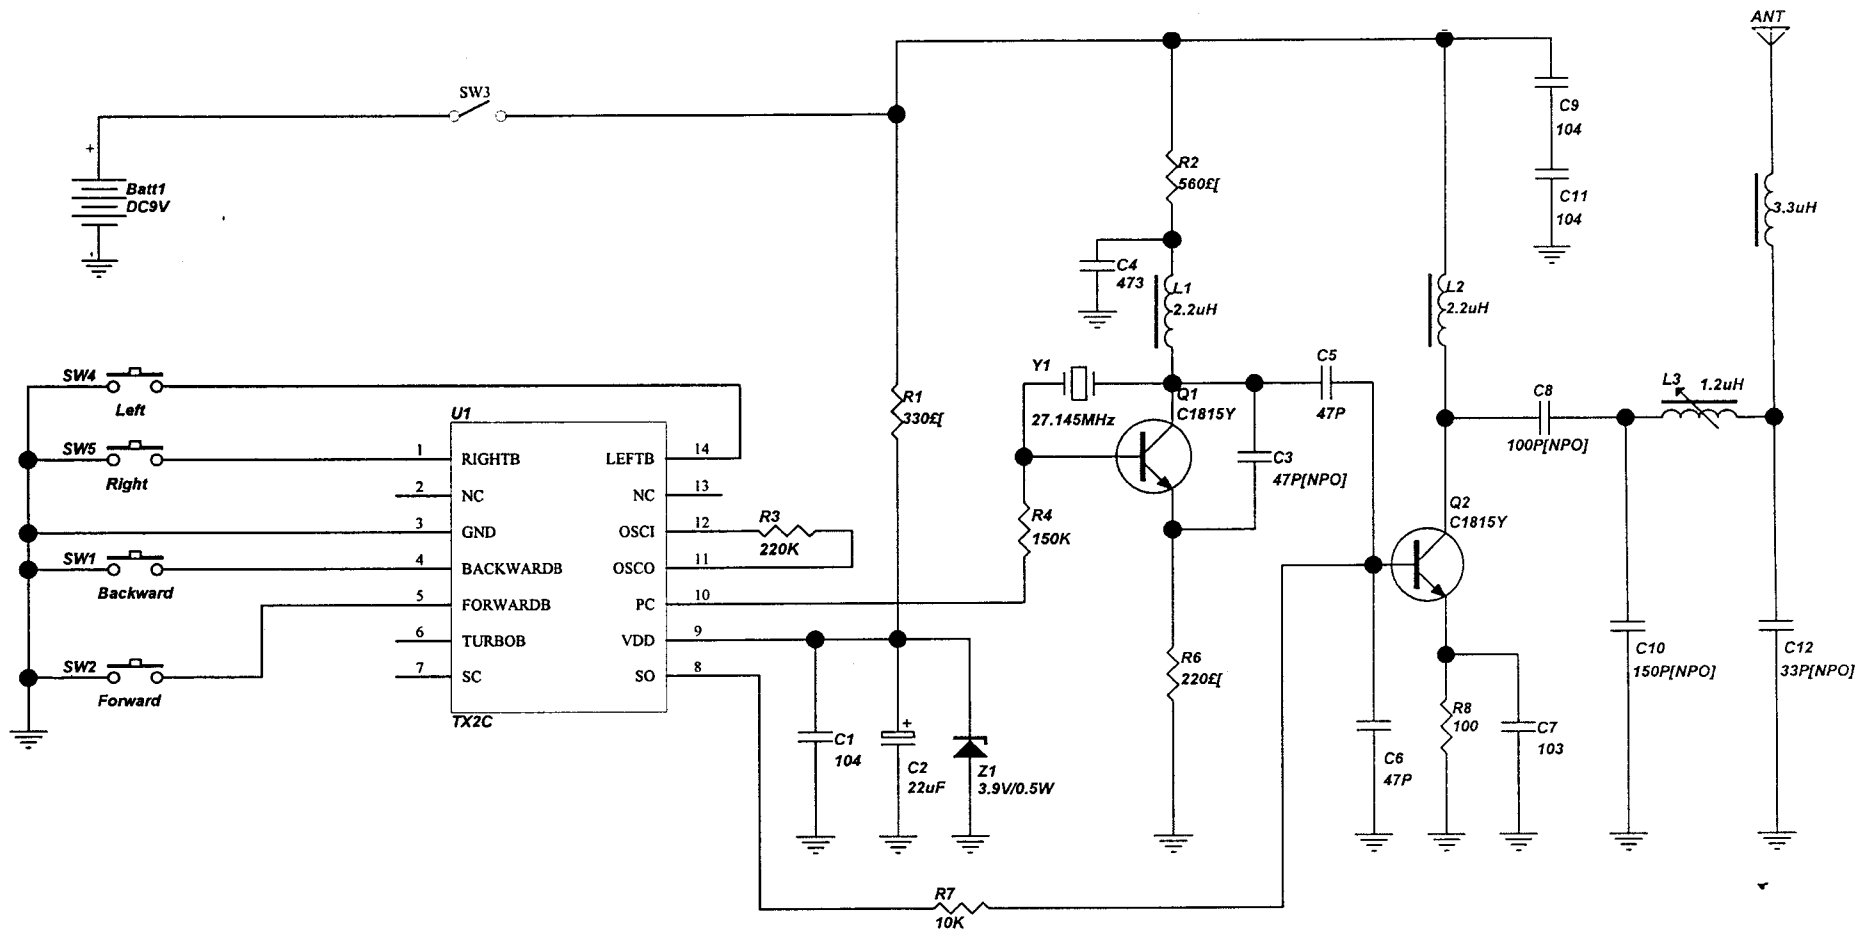 ANT
SW3
+
Batt1
DC9V
C9
104
C11
104
R2
560£[
3.3uH
C4
473
L1
2.2uH
L2
2.2uH
SW4
Left
Y1
27.145MHz
Q1
C1815Y
C5
47P
C8
100P[NPO]
L3
1.2uH
R1
330£[
U1
SW5
Right
1
RIGHTB
LEFTB
14
2
NC
NC
13
3
GND
OSCI
12
R3
220K
SW1
Backward
4
BACKWARDB
OSCO
11
5
FORWARDB
PC
10
6
TURBOB
VDD
9
SW2
Forward
7
SC
SO
8
TX2C
R4
150K
C3
47P[NPO]
Q2
C1815Y
R6
220£[
C10
150P[NPO]
C12
33P[NPO]
C1
104
+
C2
22uF
Z1
3.9V/0.5W
C6
47P
R8
100
C7
103
R7
10K